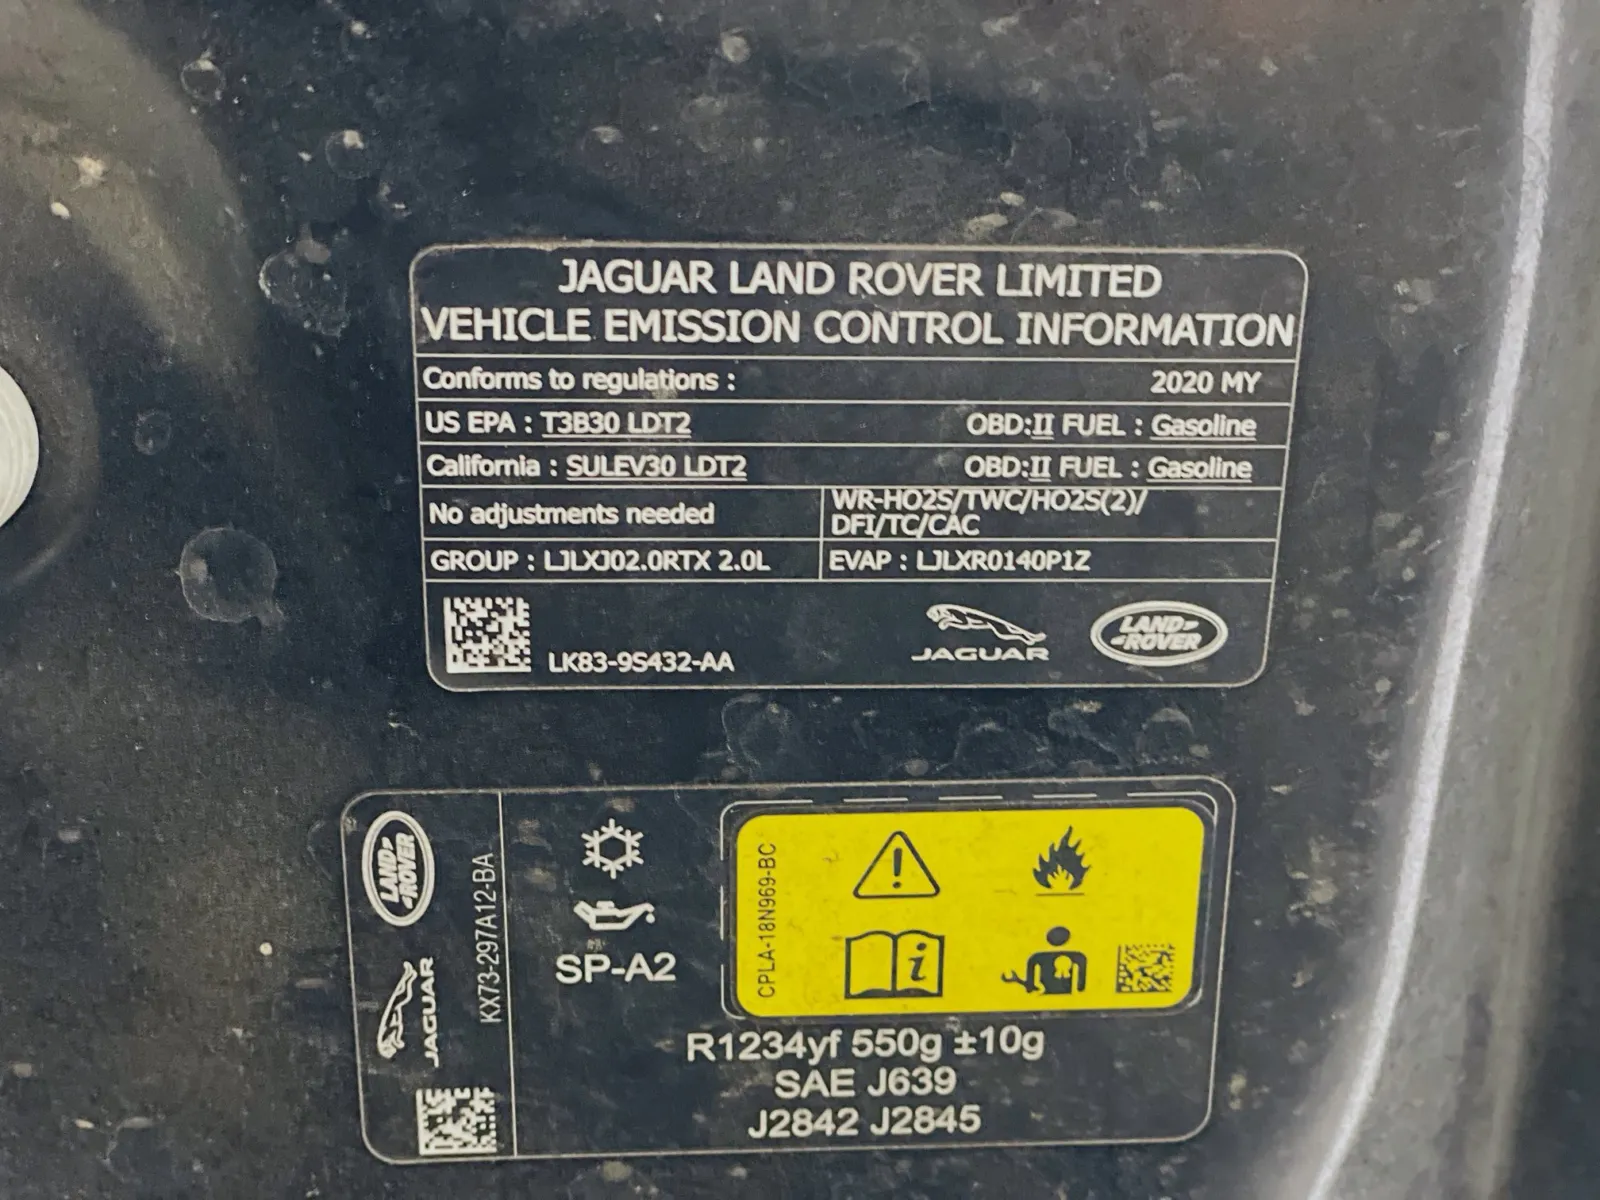 JAGUAR LAND ROVER LIMITED
VEHICLE EMISSION CONTROL INFORMATION
Conforms to regulations : 2020 MY
US EPA : T3B30 LDT2 OBD:II FUEL : Gasoline
California : SULEV30 LDT2 OBD:II FUEL : Gasoline
No adjustments needed
WR-HO2S/TWC/HO2S(2)/
DFI/TC/CAC
GROUP : LJLXJ02.0RTX 2.0L
EVAP : LJLXR0140P1Z
LK83-9S432-AA
JAGUAR
LAND
ROVER
LAND
ROVER
JAGUAR
KX73-297A12-BA
SP-A2
CPLA-18N969-BC
R1234yf 550g ±10g
SAE J639
J2842 J2845